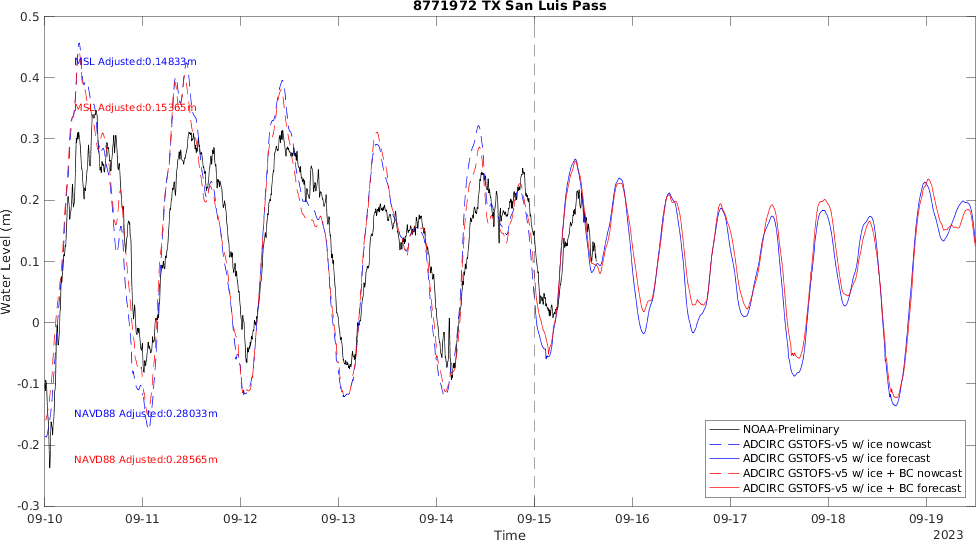 8771972 TX San Luis Pass
0.5
0.4
0.3
0.2
0.1
0
-0.1
-0.2
-0.3
Water Level (m)
MSL Adjusted:0.14833m
MSL Adjusted:0.15365m
NAVD88 Adjusted:0.28033m
NAVD88 Adjusted:0.28565m
NOAA-Preliminary
ADCIRC GSTOFS-v5 w/ ice nowcast
ADCIRC GSTOFS-v5 w/ ice forecast
ADCIRC GSTOFS-v5 w/ ice + BC nowcast
ADCIRC GSTOFS-v5 w/ ice + BC forecast
09-10 09-11 09-12 09-13 09-14 09-15 09-16 09-17 09-18 09-19
Time
2023